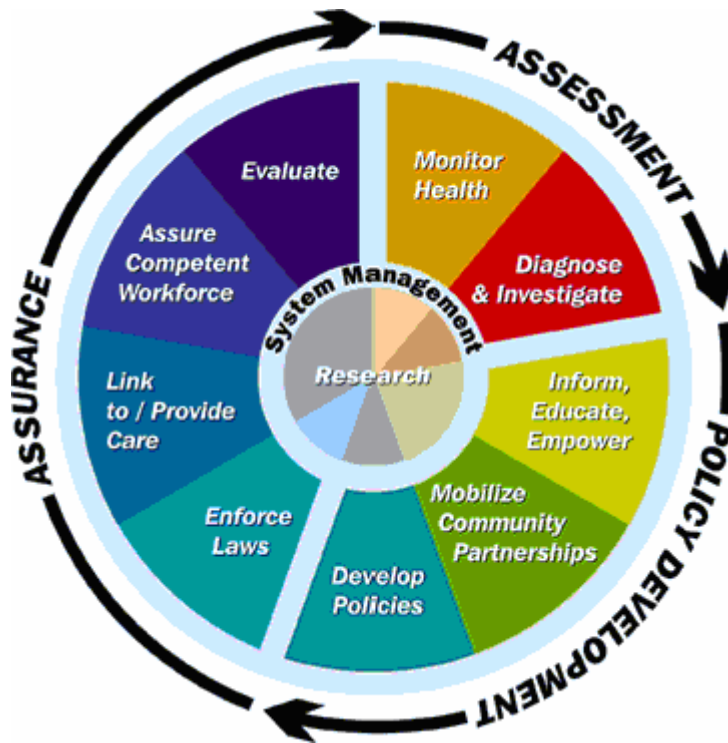 ASSESSMENT
POLICY DEVELOPMENT
ASSURANCE
Evaluate
Monitor
Health
Assure
Competent
Workforce
Diagnose
& Investigate
System Management
Research
Link
to / Provide
Care
Inform,
Educate,
Empower
Enforce
Laws
Mobilize
Community
Partnerships
Develop
Policies